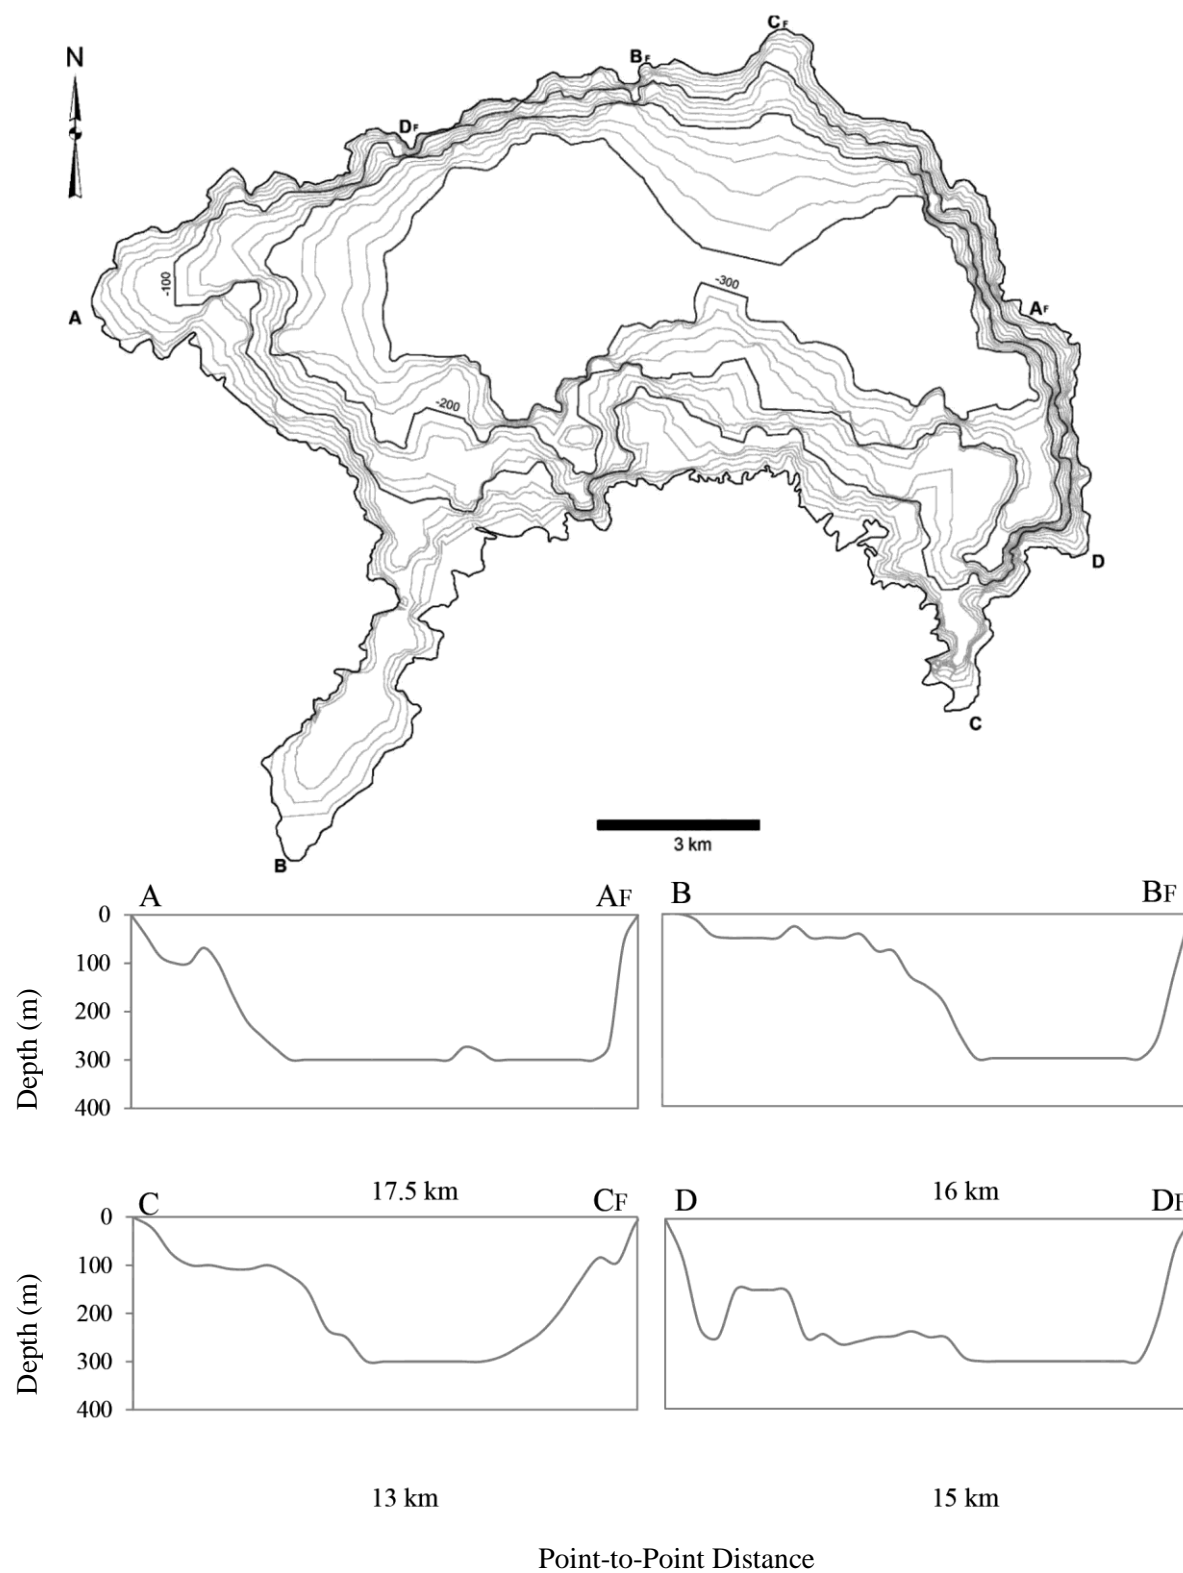 N
CF
BF
DF
-100
A
-300
AF
-200
D
C
3 km
B
A AF
B BF
0
100
200
300
400
Depth (m)
17.5 km
16 km
C CF
D DF
0
100
200
300
400
Depth (m)
13 km
15 km
Point-to-Point Distance